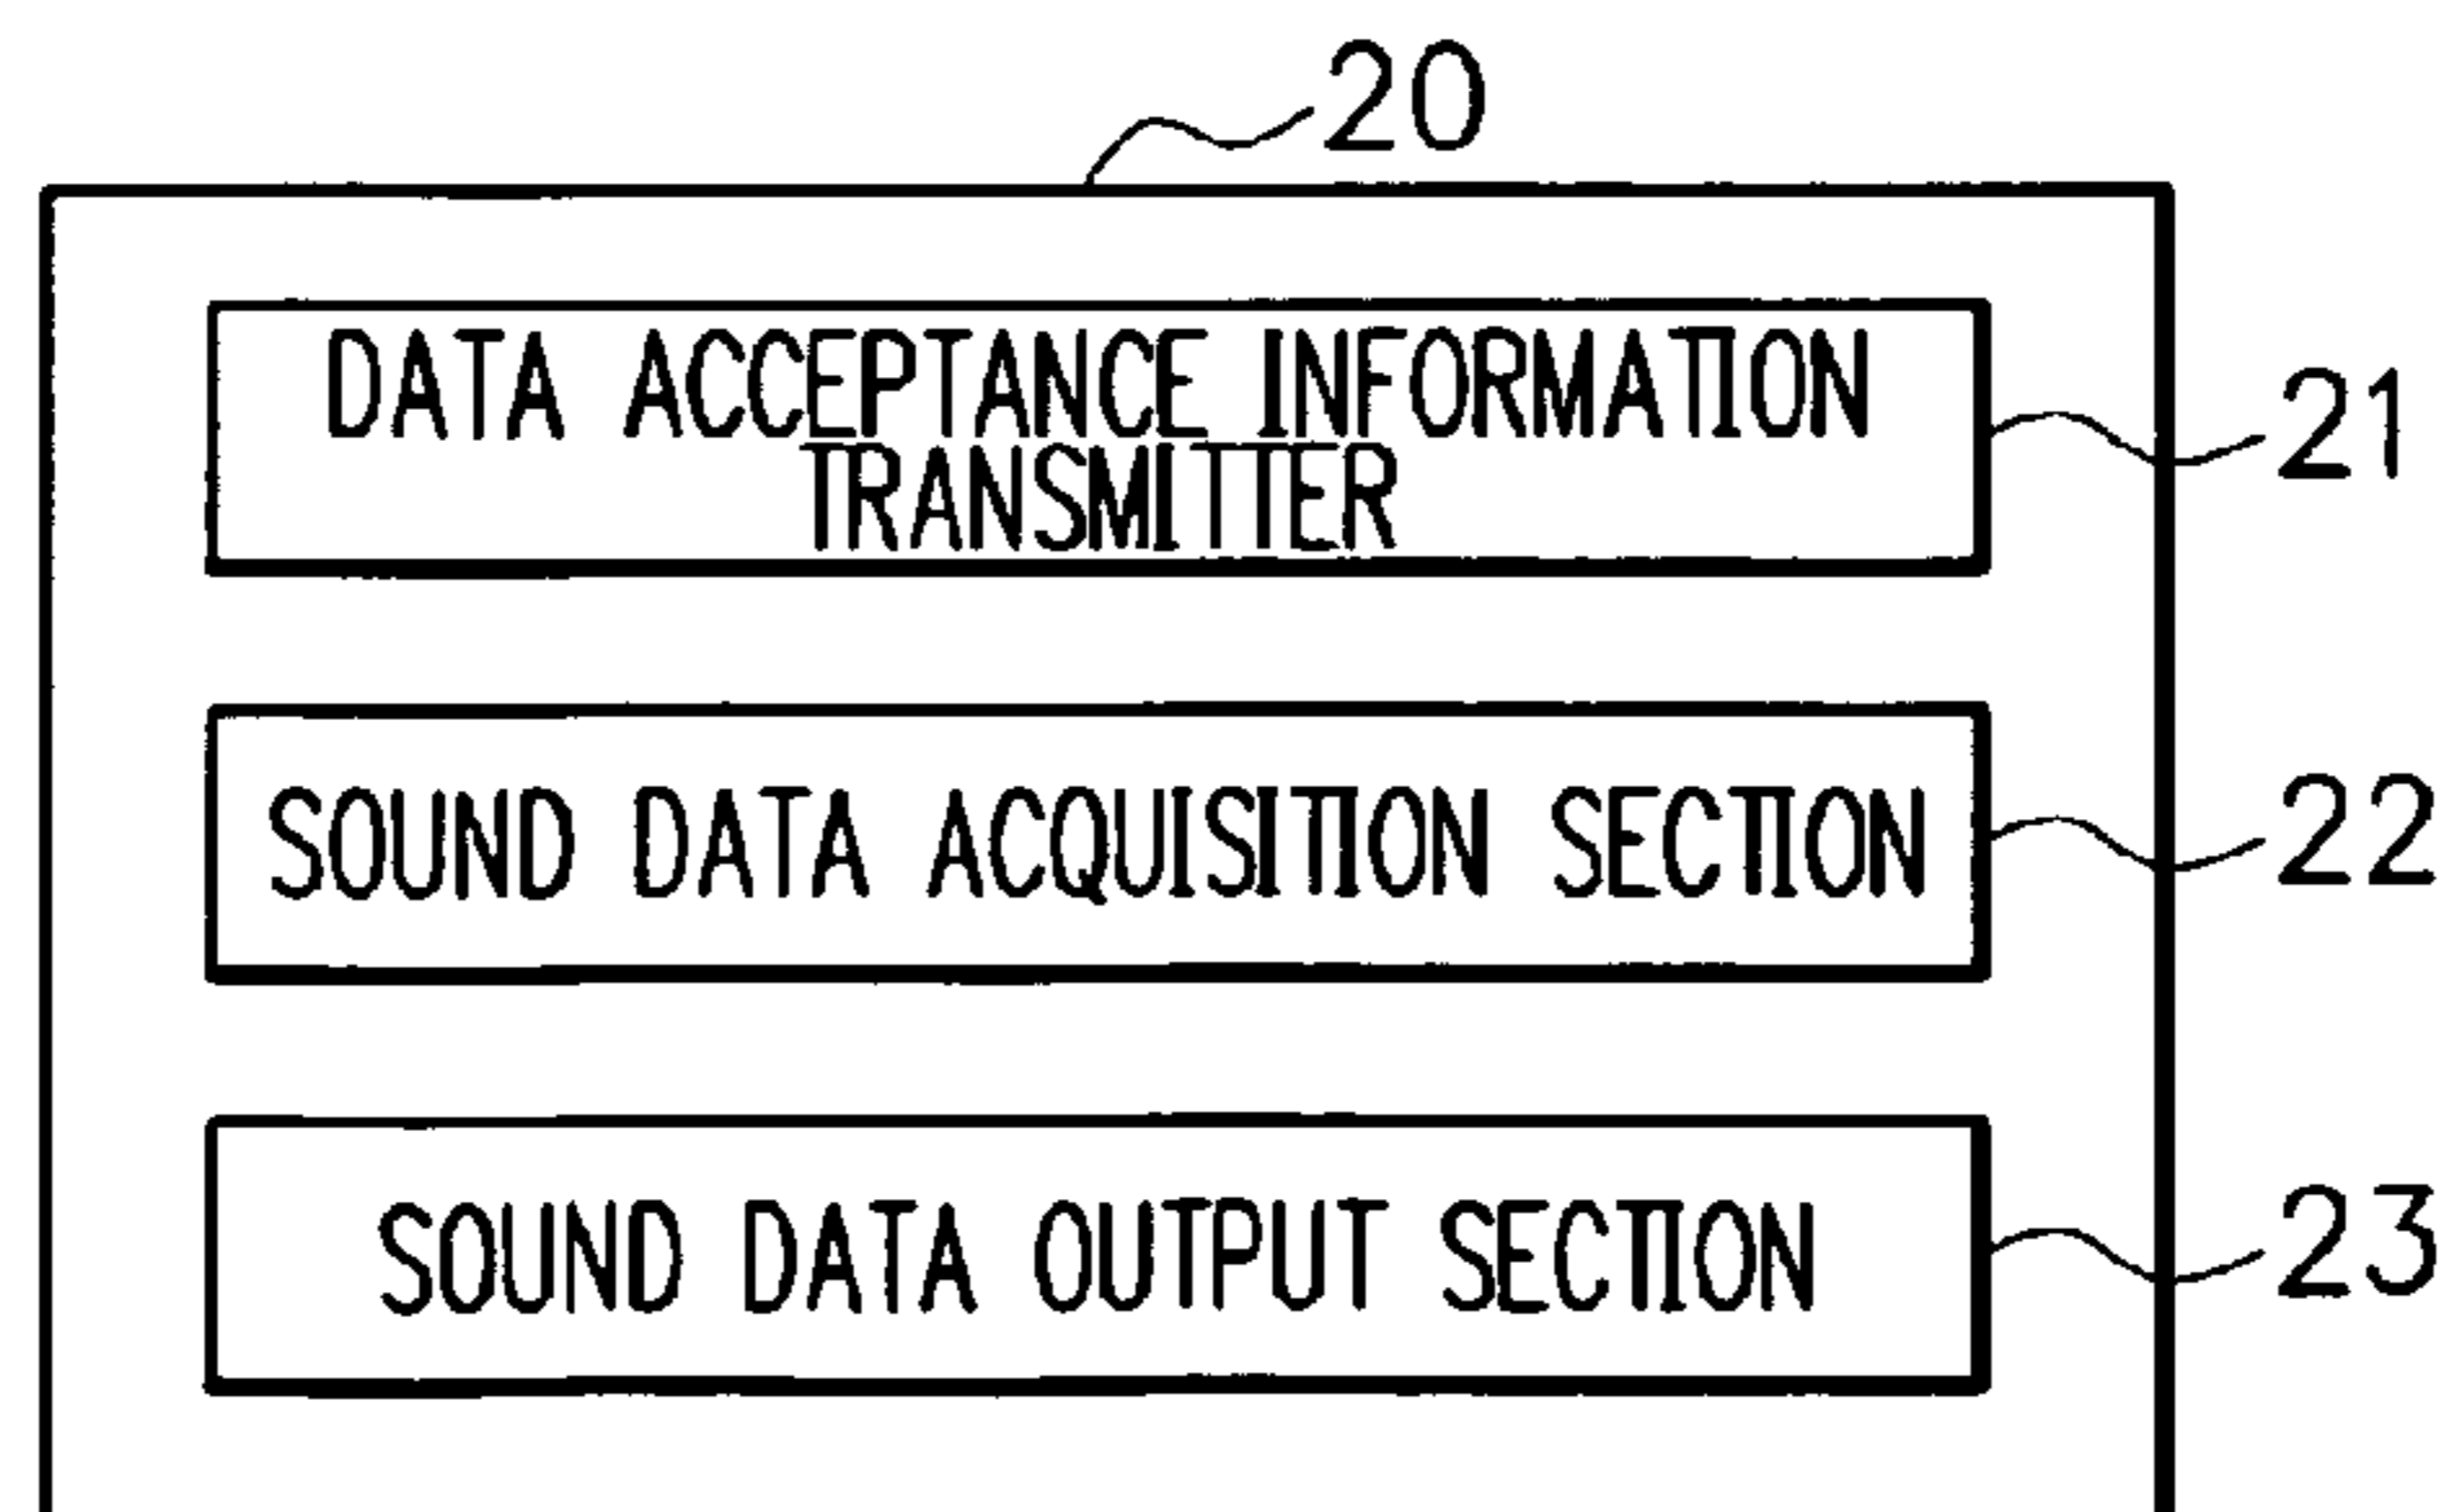 20
DATA ACCEPTANCE INFORMATION
TRANSMITTER
21
SOUND DATA ACQUISITION SECTION
22
SOUND DATA OUTPUT SECTION
23